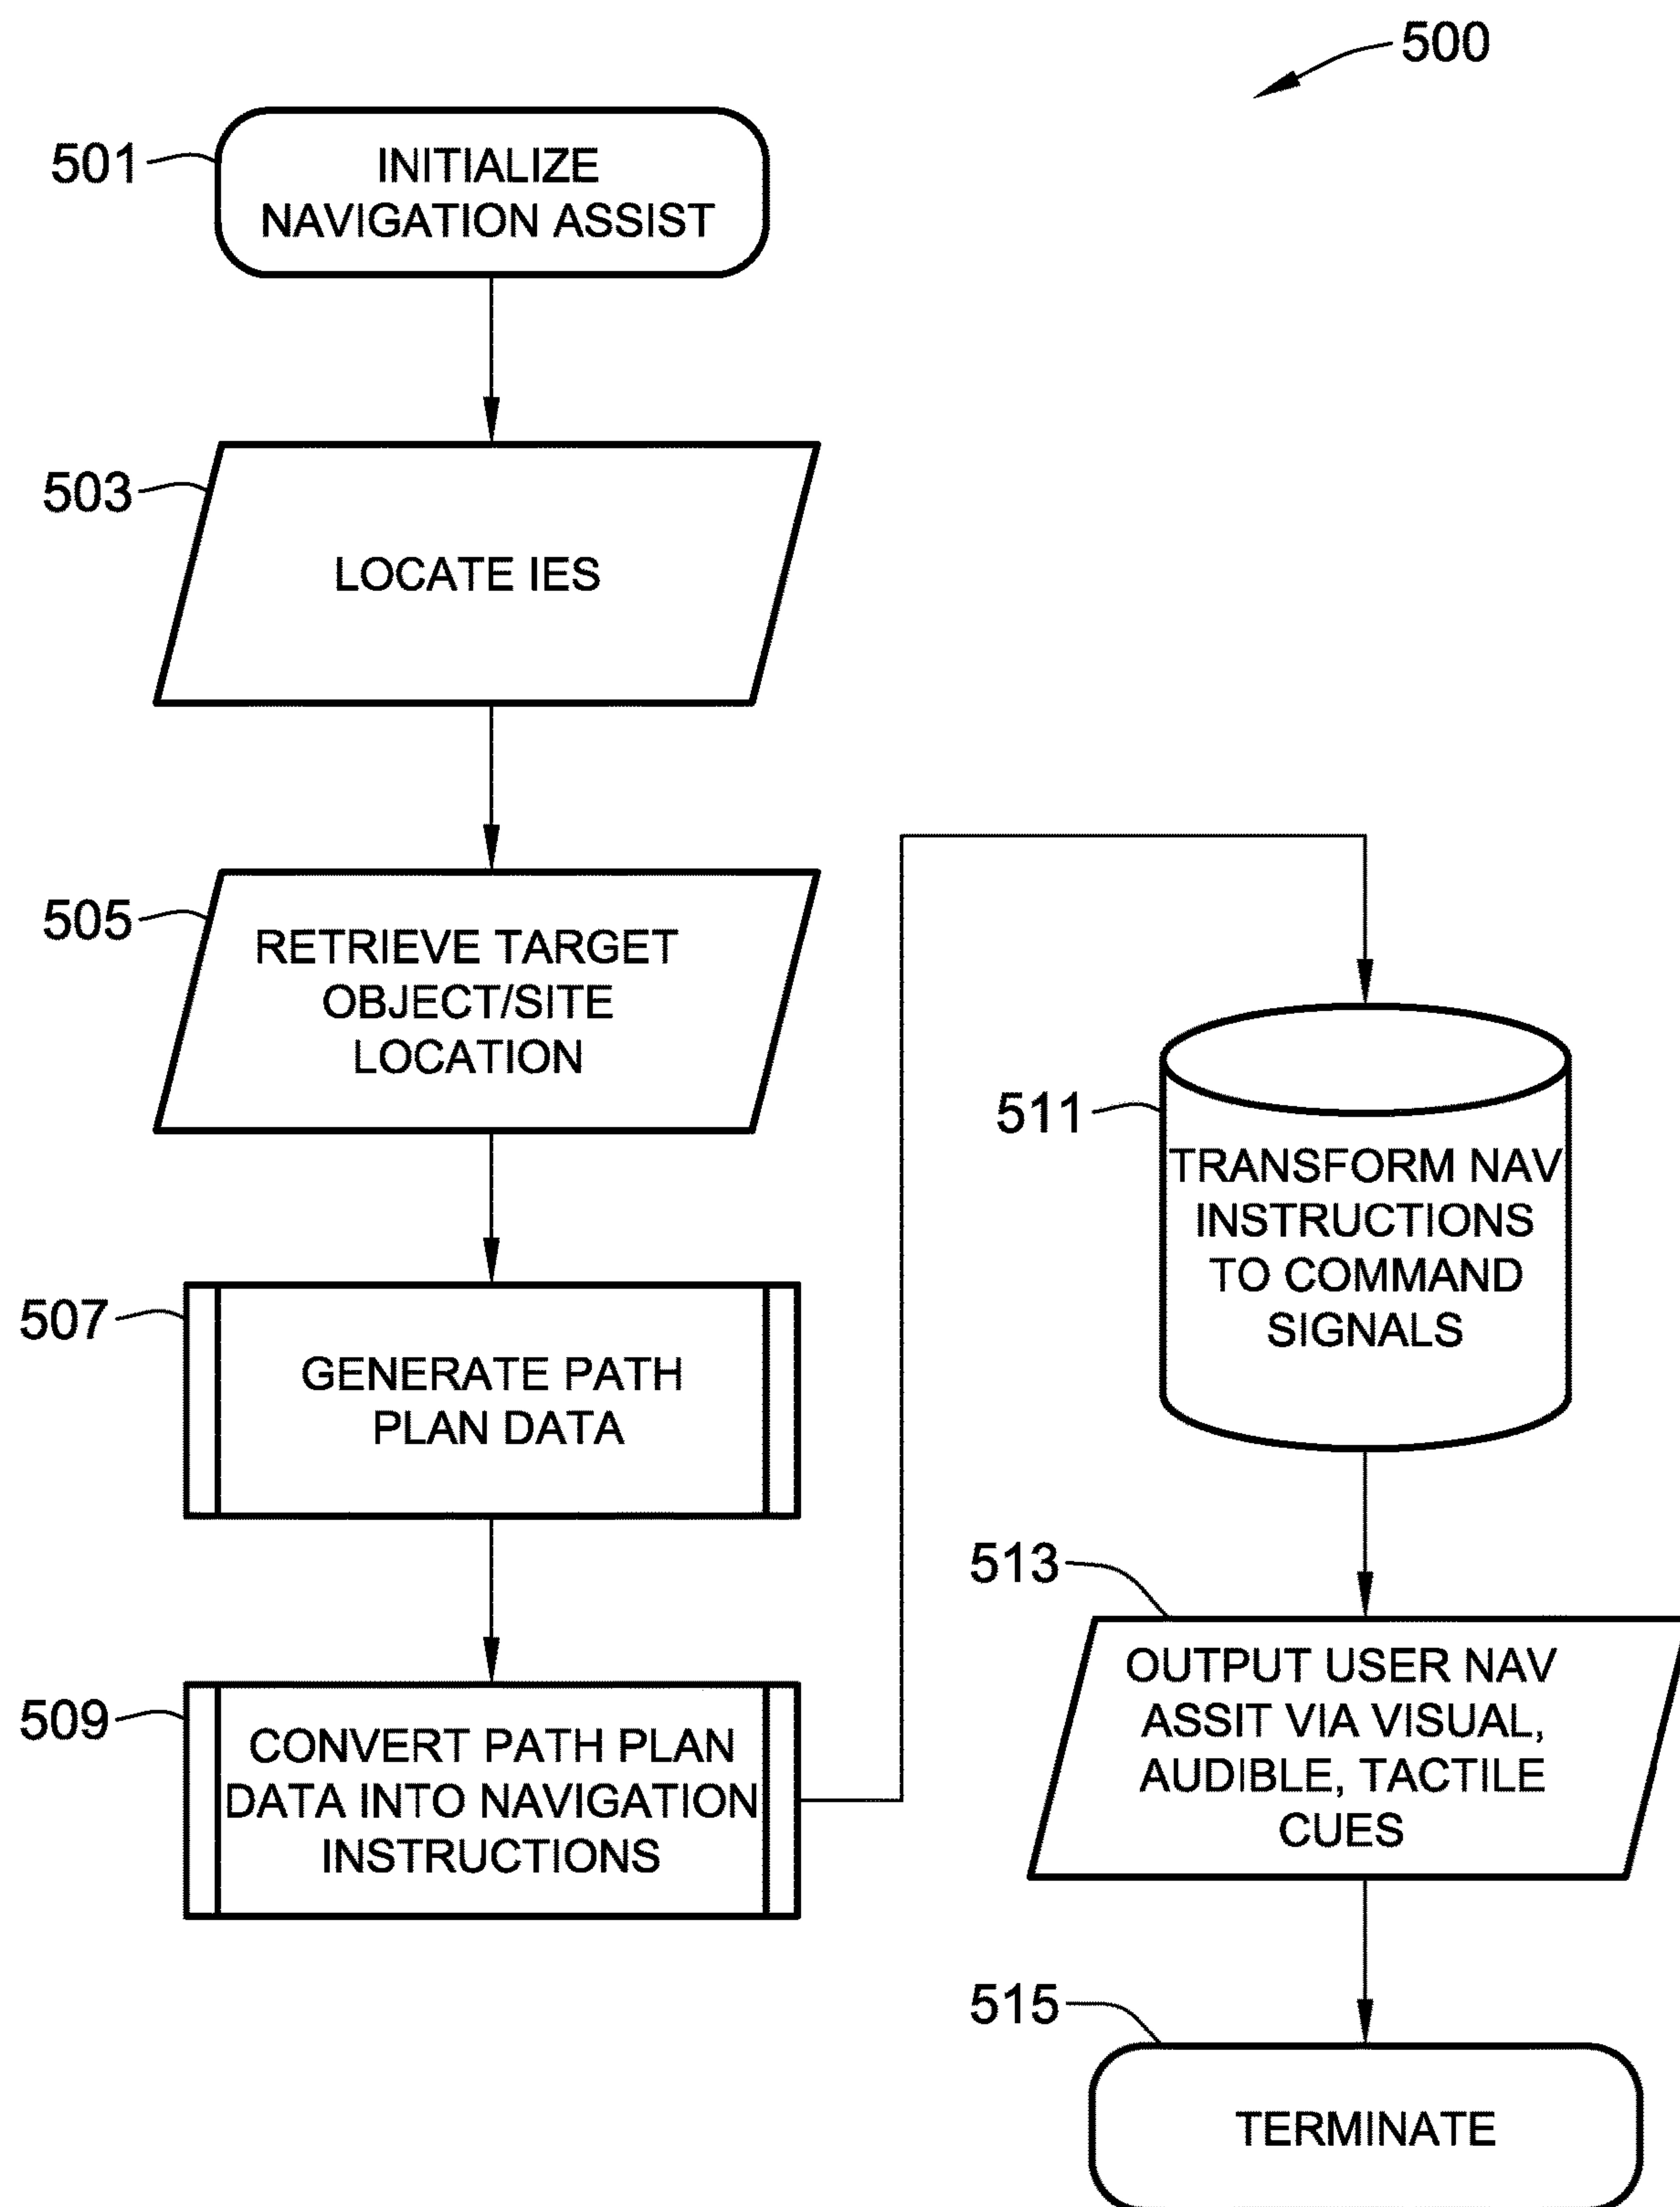 500
501
INITIALIZE
NAVIGATION ASSIST
503
LOCATE IES
505
RETRIEVE TARGET
OBJECT/SITE
LOCATION
507
GENERATE PATH
PLAN DATA
509
CONVERT PATH PLAN
DATA INTO NAVIGATION
INSTRUCTIONS
511
TRANSFORM NAV
INSTRUCTIONS
TO COMMAND
SIGNALS
513
OUTPUT USER NAV
ASSIT VIA VISUAL,
AUDIBLE, TACTILE
CUES
515
TERMINATE